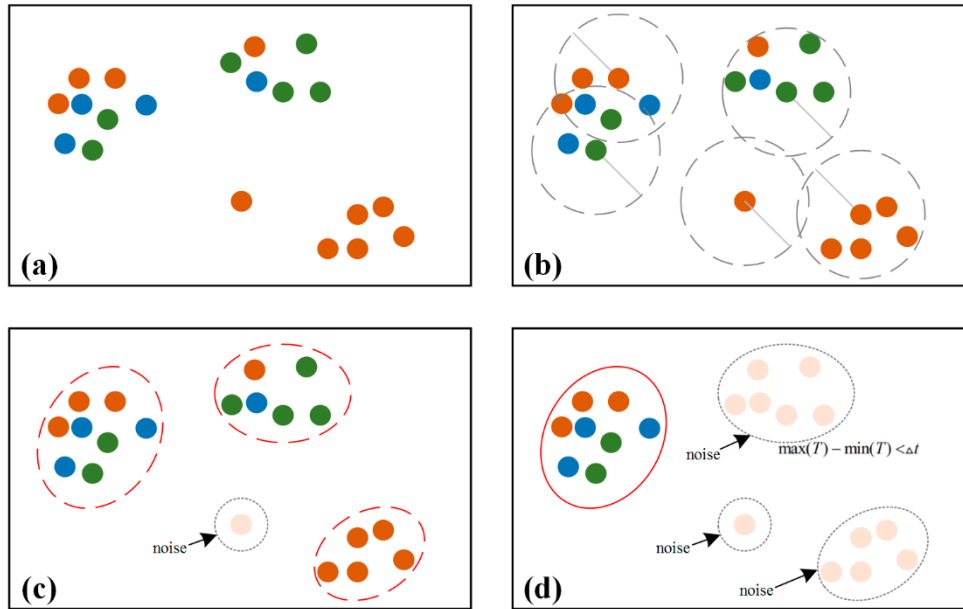 (a)
(b)
noise
max(T) − min(T) <Δt
noise
noise
noise
(c)
(d)